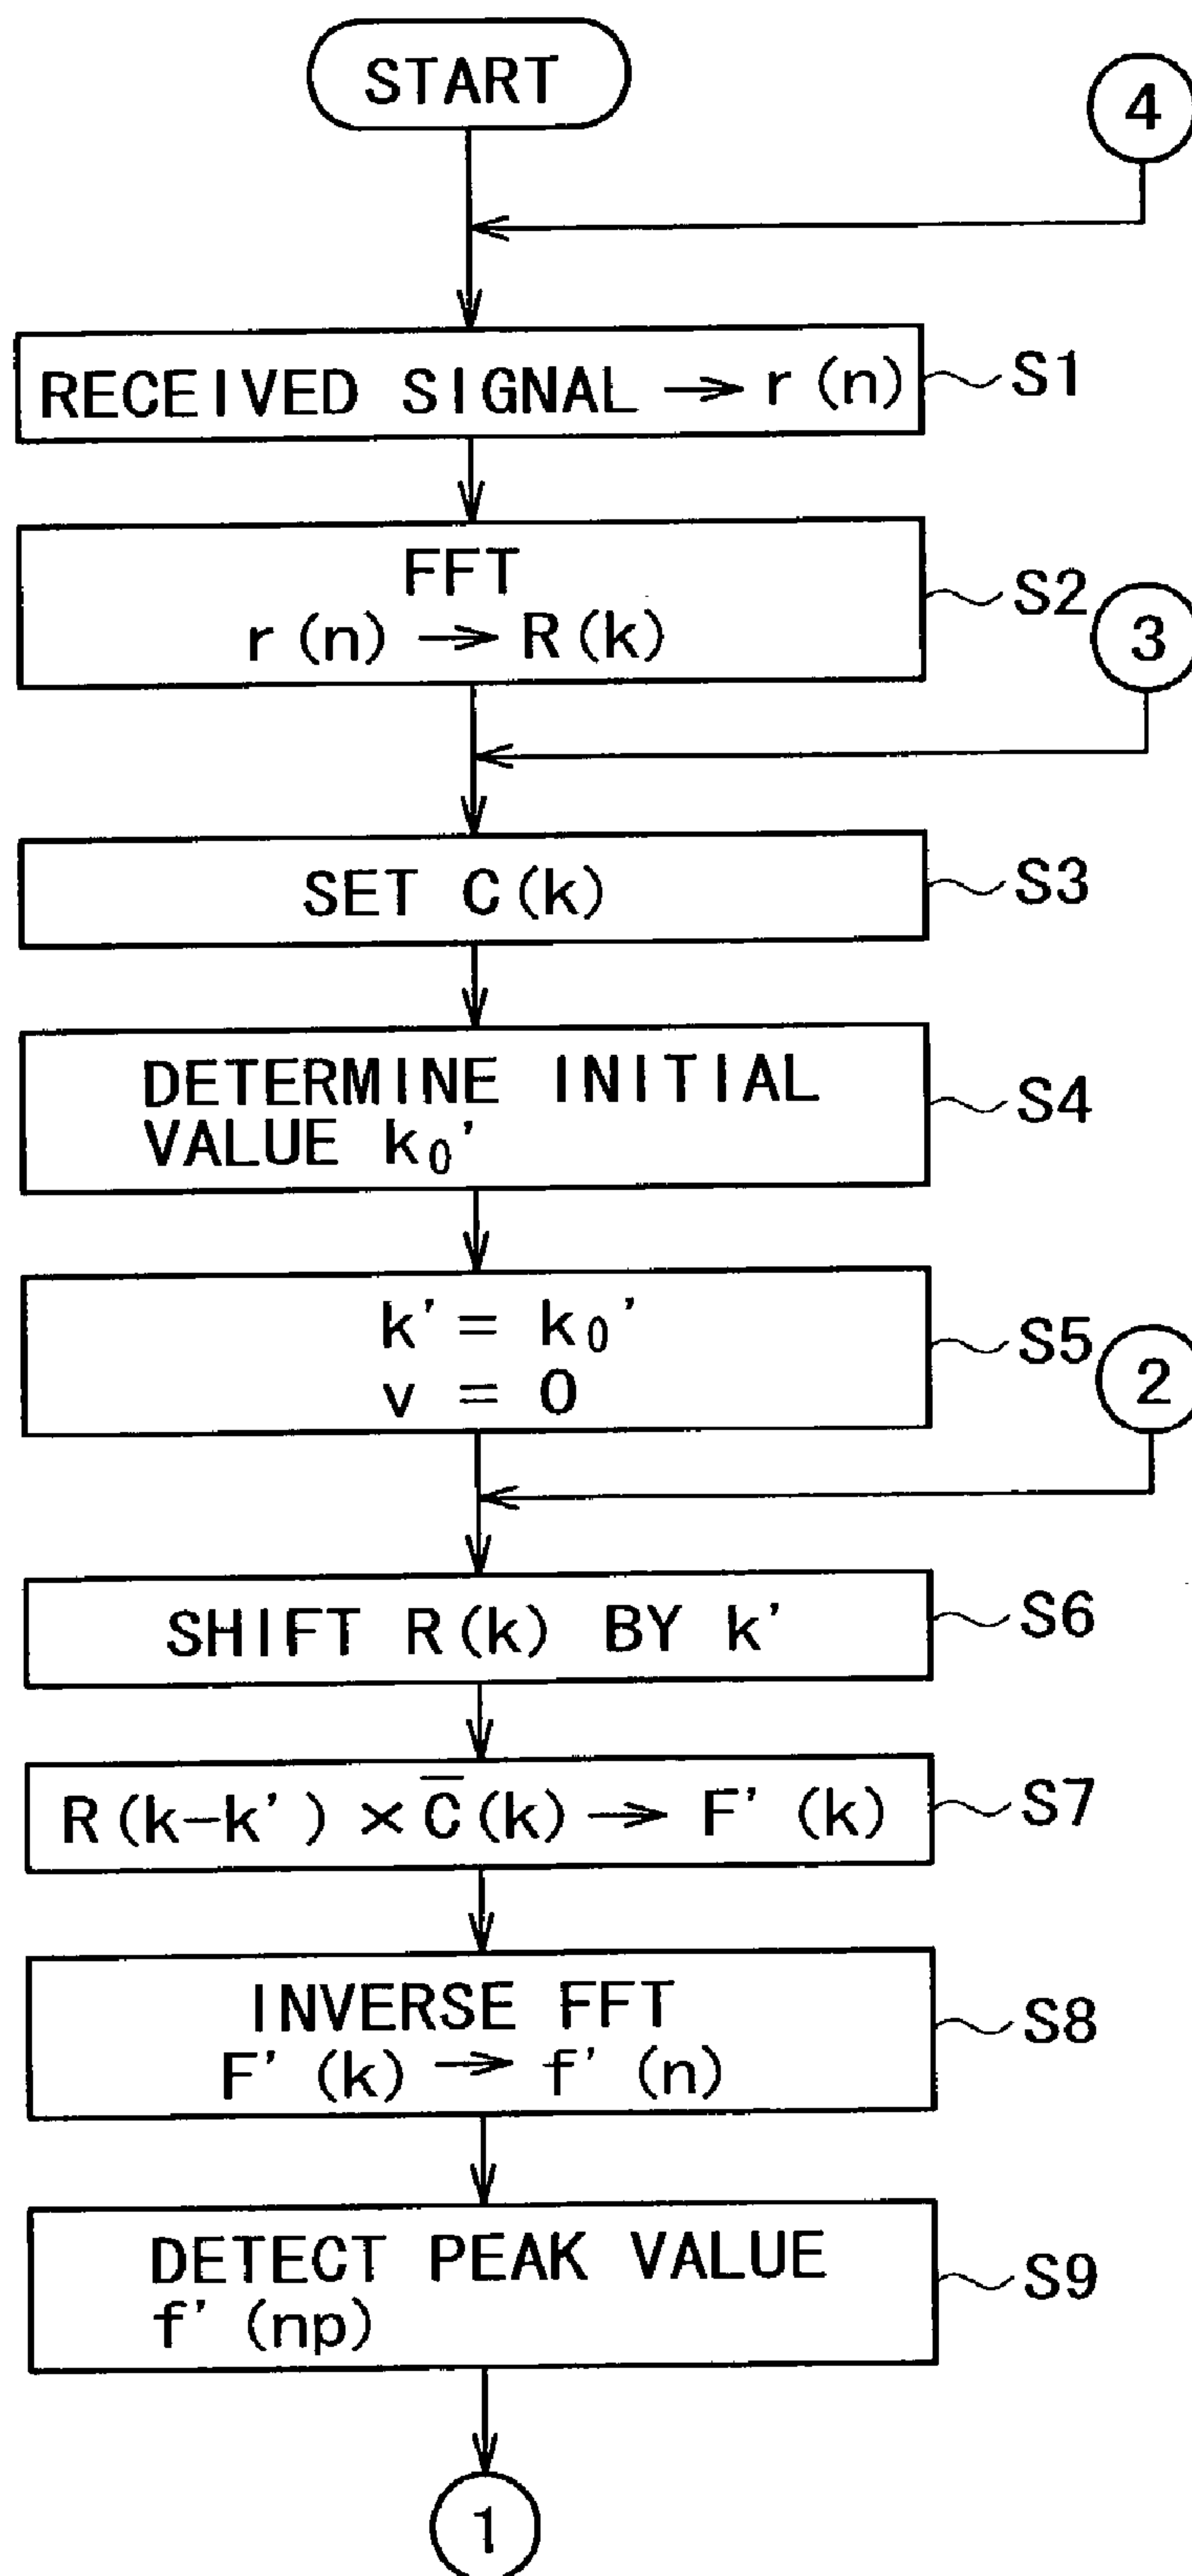 START
4
RECEIVED SIGNAL → r(n)
S1
FFT
r(n) → R(k)
S2
3
SET C(k)
S3
DETERMINE INITIAL
VALUE k₀'
S4
k' = k₀'
v = 0
S5
2
SHIFT R(k) BY k'
S6
R(k-k') × C̅(k) → F'(k)
S7
INVERSE FFT
F'(k) → f'(n)
S8
DETECT PEAK VALUE
f'(np)
S9
1